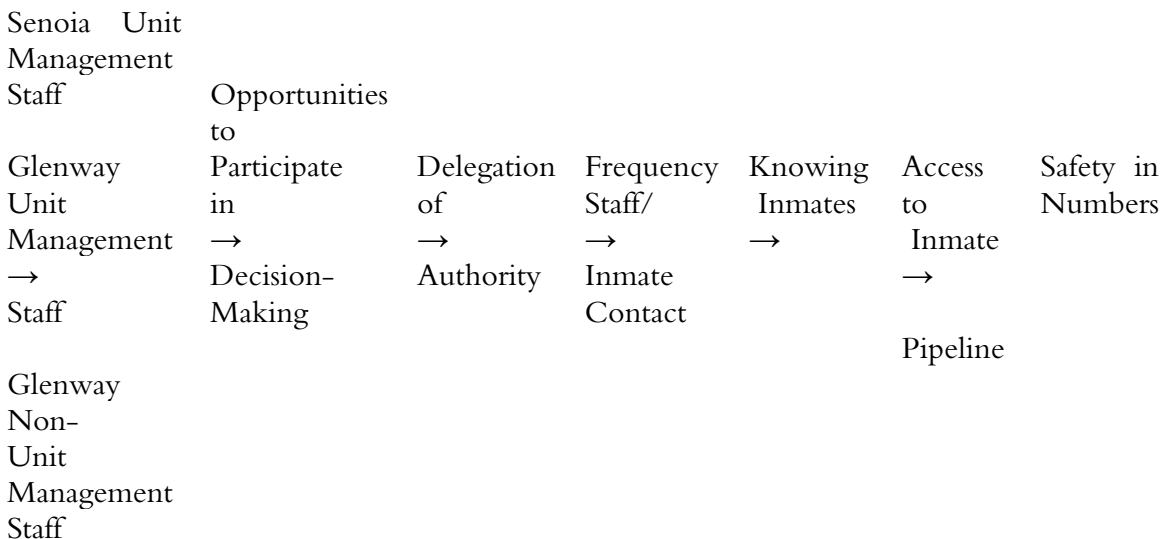 Senoia Unit
Management
Staff Opportunities
to
Glenway Participate Delegation Frequency Knowing Access Safety in
Unit in of Staff/ Inmates to Numbers
Management → → → → Inmate
→ Decision- Authority Inmate →
Staff Making Contact
Pipeline
Glenway
Non-
Unit
Management
Staff